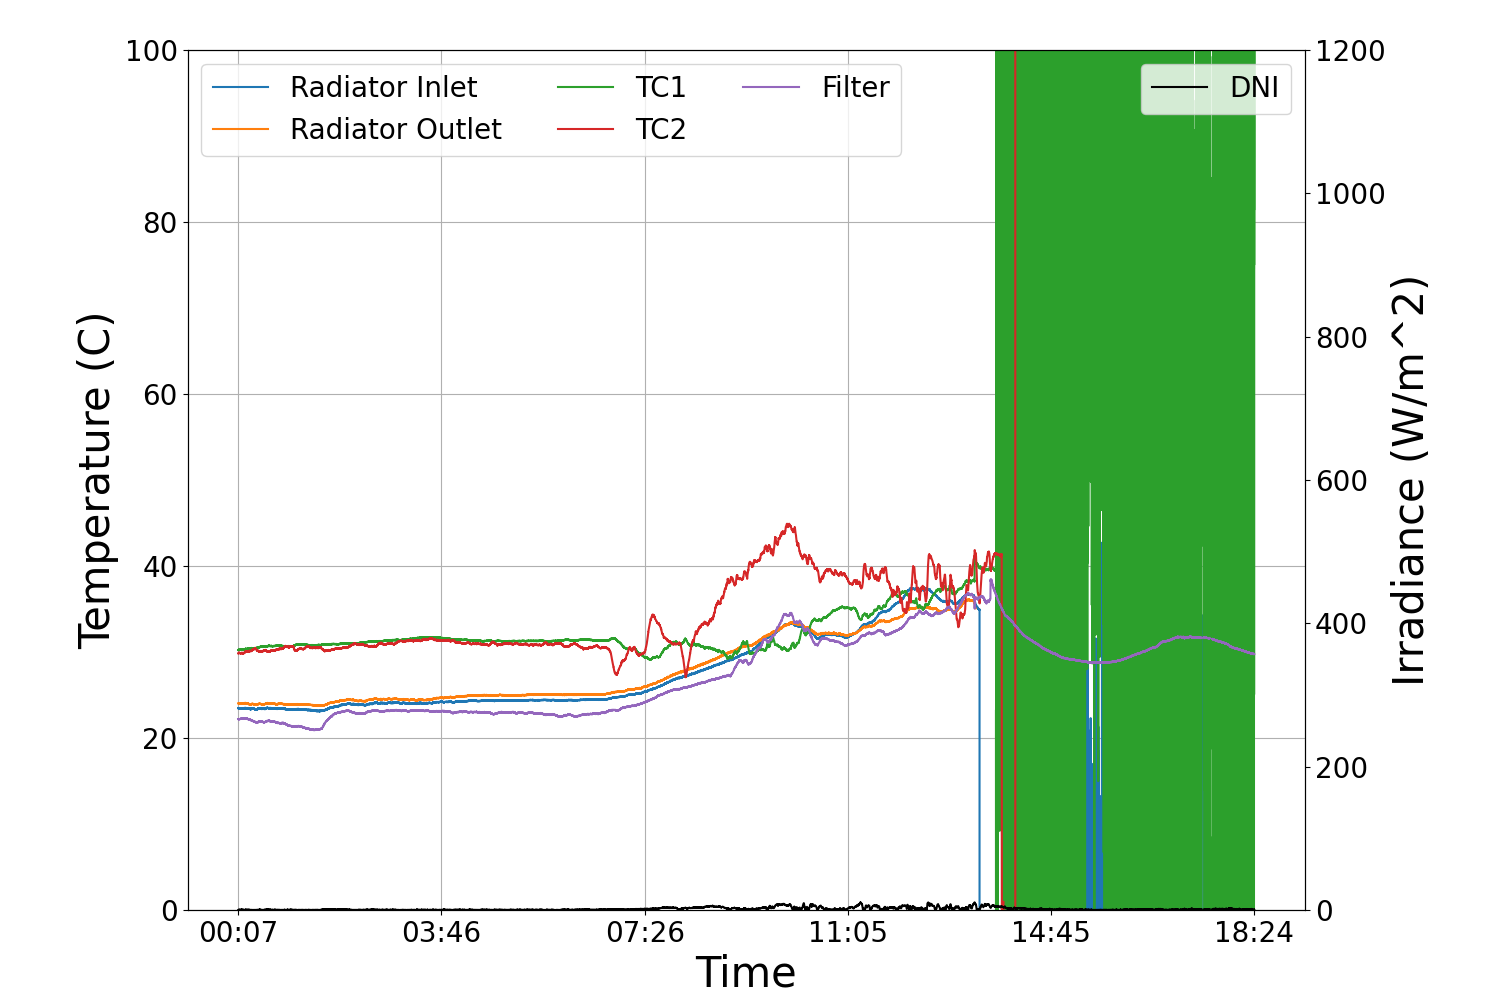 100
80
60
40
20
0
Temperature (C)
Radiator Inlet
Radiator Outlet
TC1
TC2
Filter
DNI
1200
1000
800
600
400
200
0
Irradiance (W/m^2)
00:07 03:46 07:26 11:05 14:45 18:24
Time